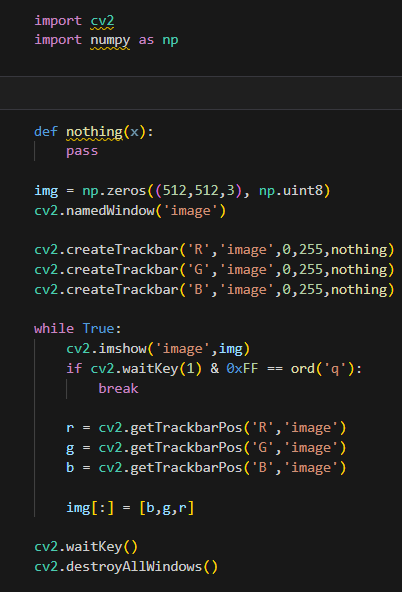 import cv2
import numpy as np
def nothing(x):
pass
img = np.zeros((512,512,3), np.uint8)
cv2.namedWindow('image')
cv2.createTrackbar('R','image',0,255,nothing)
cv2.createTrackbar('G','image',0,255,nothing)
cv2.createTrackbar('B','image',0,255,nothing)
while True:
cv2.imshow('image',img)
if cv2.waitKey(1) & 0xFF == ord('q'):
break
r = cv2.getTrackbarPos('R','image')
g = cv2.getTrackbarPos('G','image')
b = cv2.getTrackbarPos('B','image')
img[:] = [b,g,r]
cv2.waitKey()
cv2.destroyAllWindows()